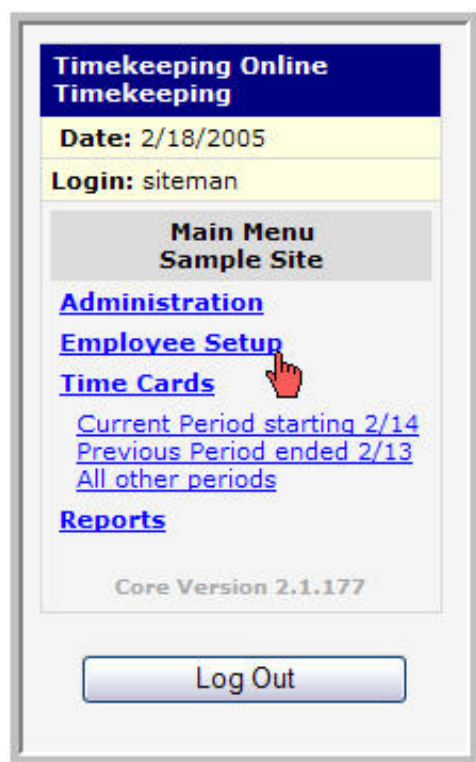 Timekeeping Online
Timekeeping
Date: 2/18/2005
Login: siteman
Main Menu
Sample Site
Administration
Employee Setup
Time Cards
Current Period starting 2/14
Previous Period ended 2/13
All other periods
Reports
Core Version 2.1.177
Log Out